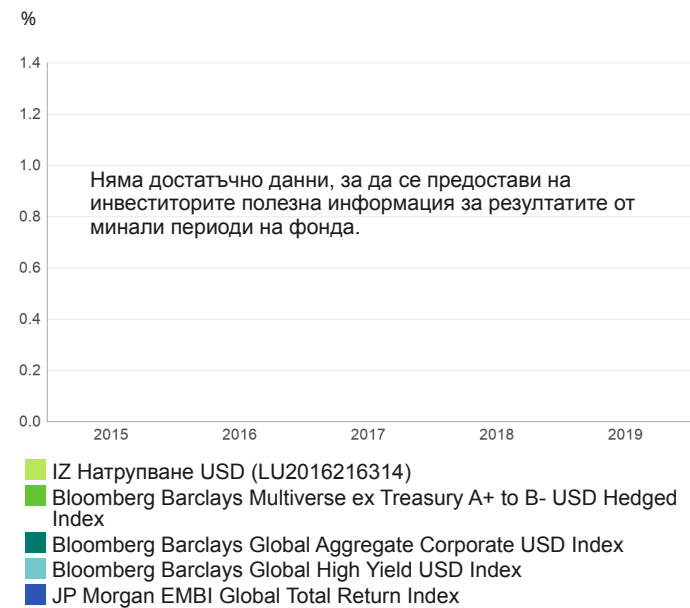 %
1.4
1.2
1.0
Няма достатъчно данни, за да се предостави на
инвеститорите полезна информация за резултатите от
минали периоди на фонда.
0.8
0.6
0.4
0.2
0.0
2015 2016 2017 2018 2019
IZ Натрупване USD (LU2016216314)
Bloomberg Barclays Multiverse ex Treasury A+ to B- USD Hedged
Index
Bloomberg Barclays Global Aggregate Corporate USD Index
Bloomberg Barclays Global High Yield USD Index
JP Morgan EMBI Global Total Return Index